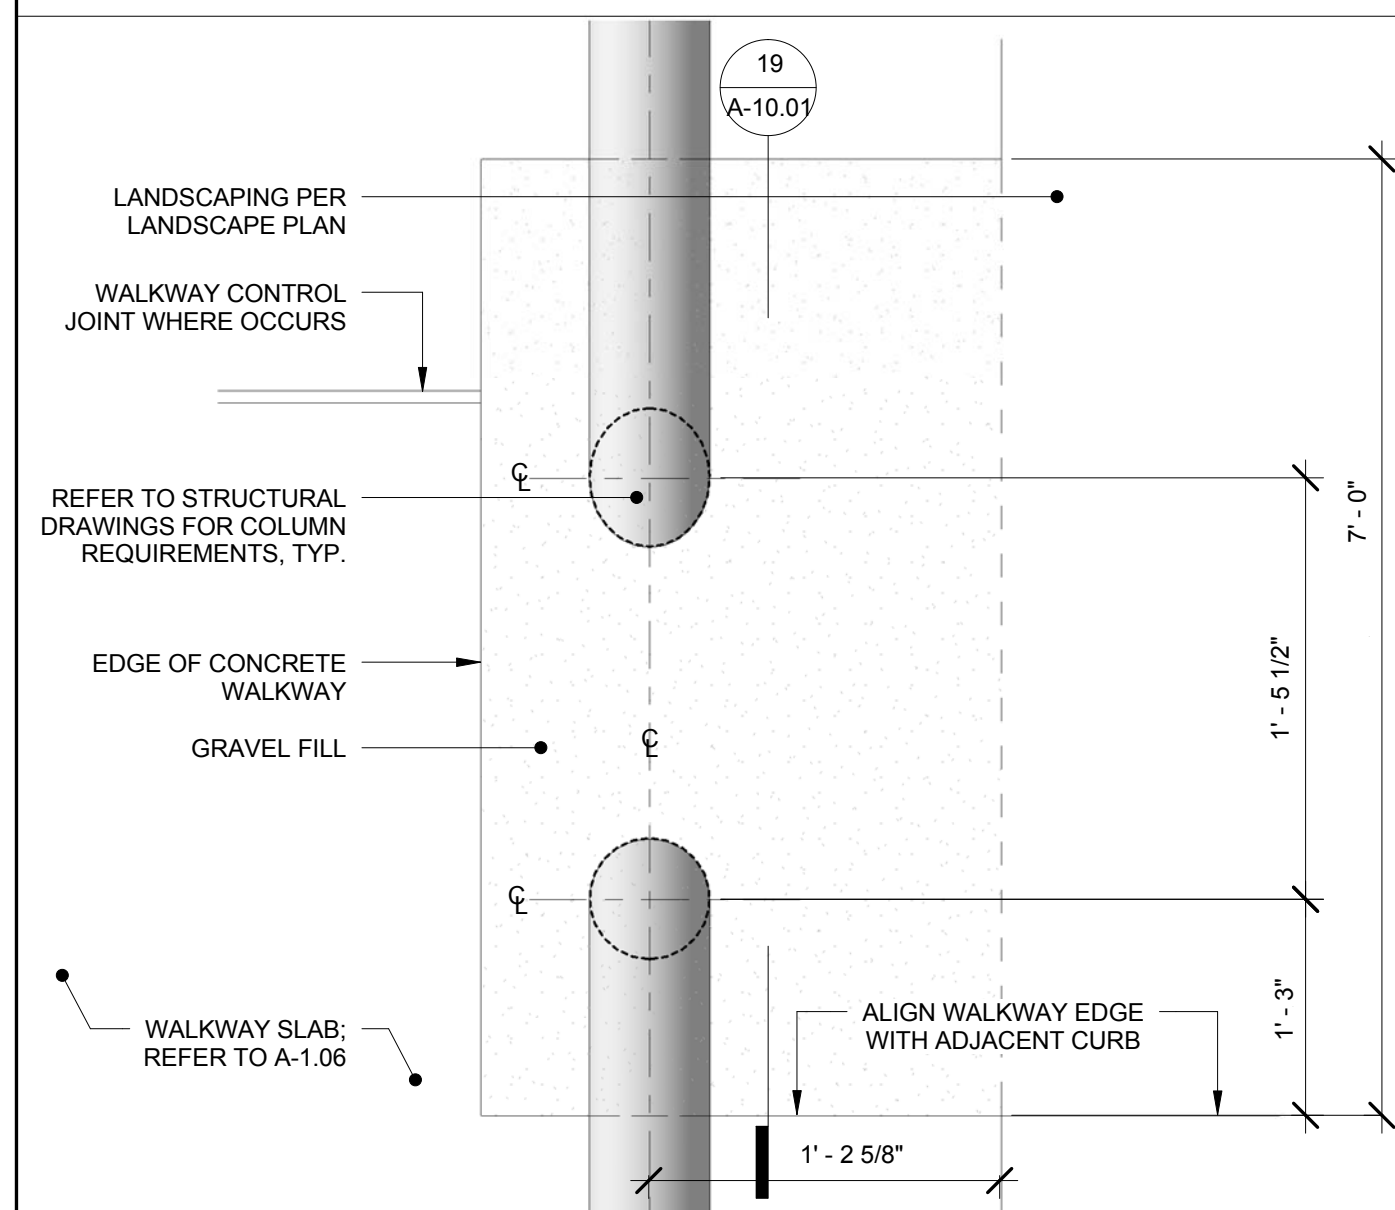 19
A-10.01
LANDSCAPING PER
LANDSCAPE PLAN
WALKWAY CONTROL
JOINT WHERE OCCURS
℄
REFER TO STRUCTURAL
DRAWINGS FOR COLUMN
REQUIREMENTS, TYP.
7' - 0"
1' - 5 1/2"
EDGE OF CONCRETE
WALKWAY
GRAVEL FILL
℄
℄
WALKWAY SLAB;
REFER TO A-1.06
ALIGN WALKWAY EDGE
WITH ADJACENT CURB
1' - 3"
1' - 2 5/8"